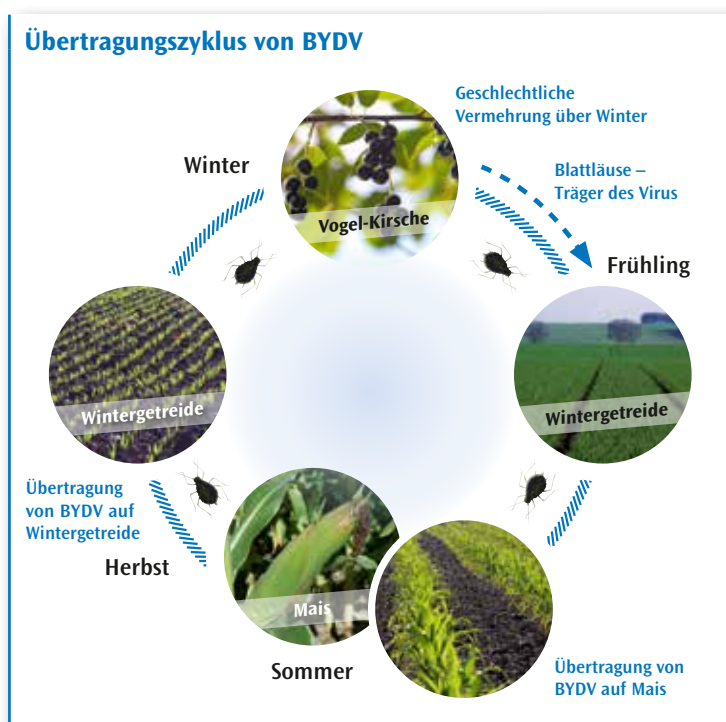 Übertragungszyklus von BYDV
Geschlechtliche
Vermehrung über Winter
Winter
Blattläuse –
Träger des Virus
Vogel-Kirsche
Frühling
Wintergetreide
Wintergetreide
Übertragung
von BYDV auf
Wintergetreide
Herbst
Mais
Sommer
Übertragung von
BYDV auf Mais